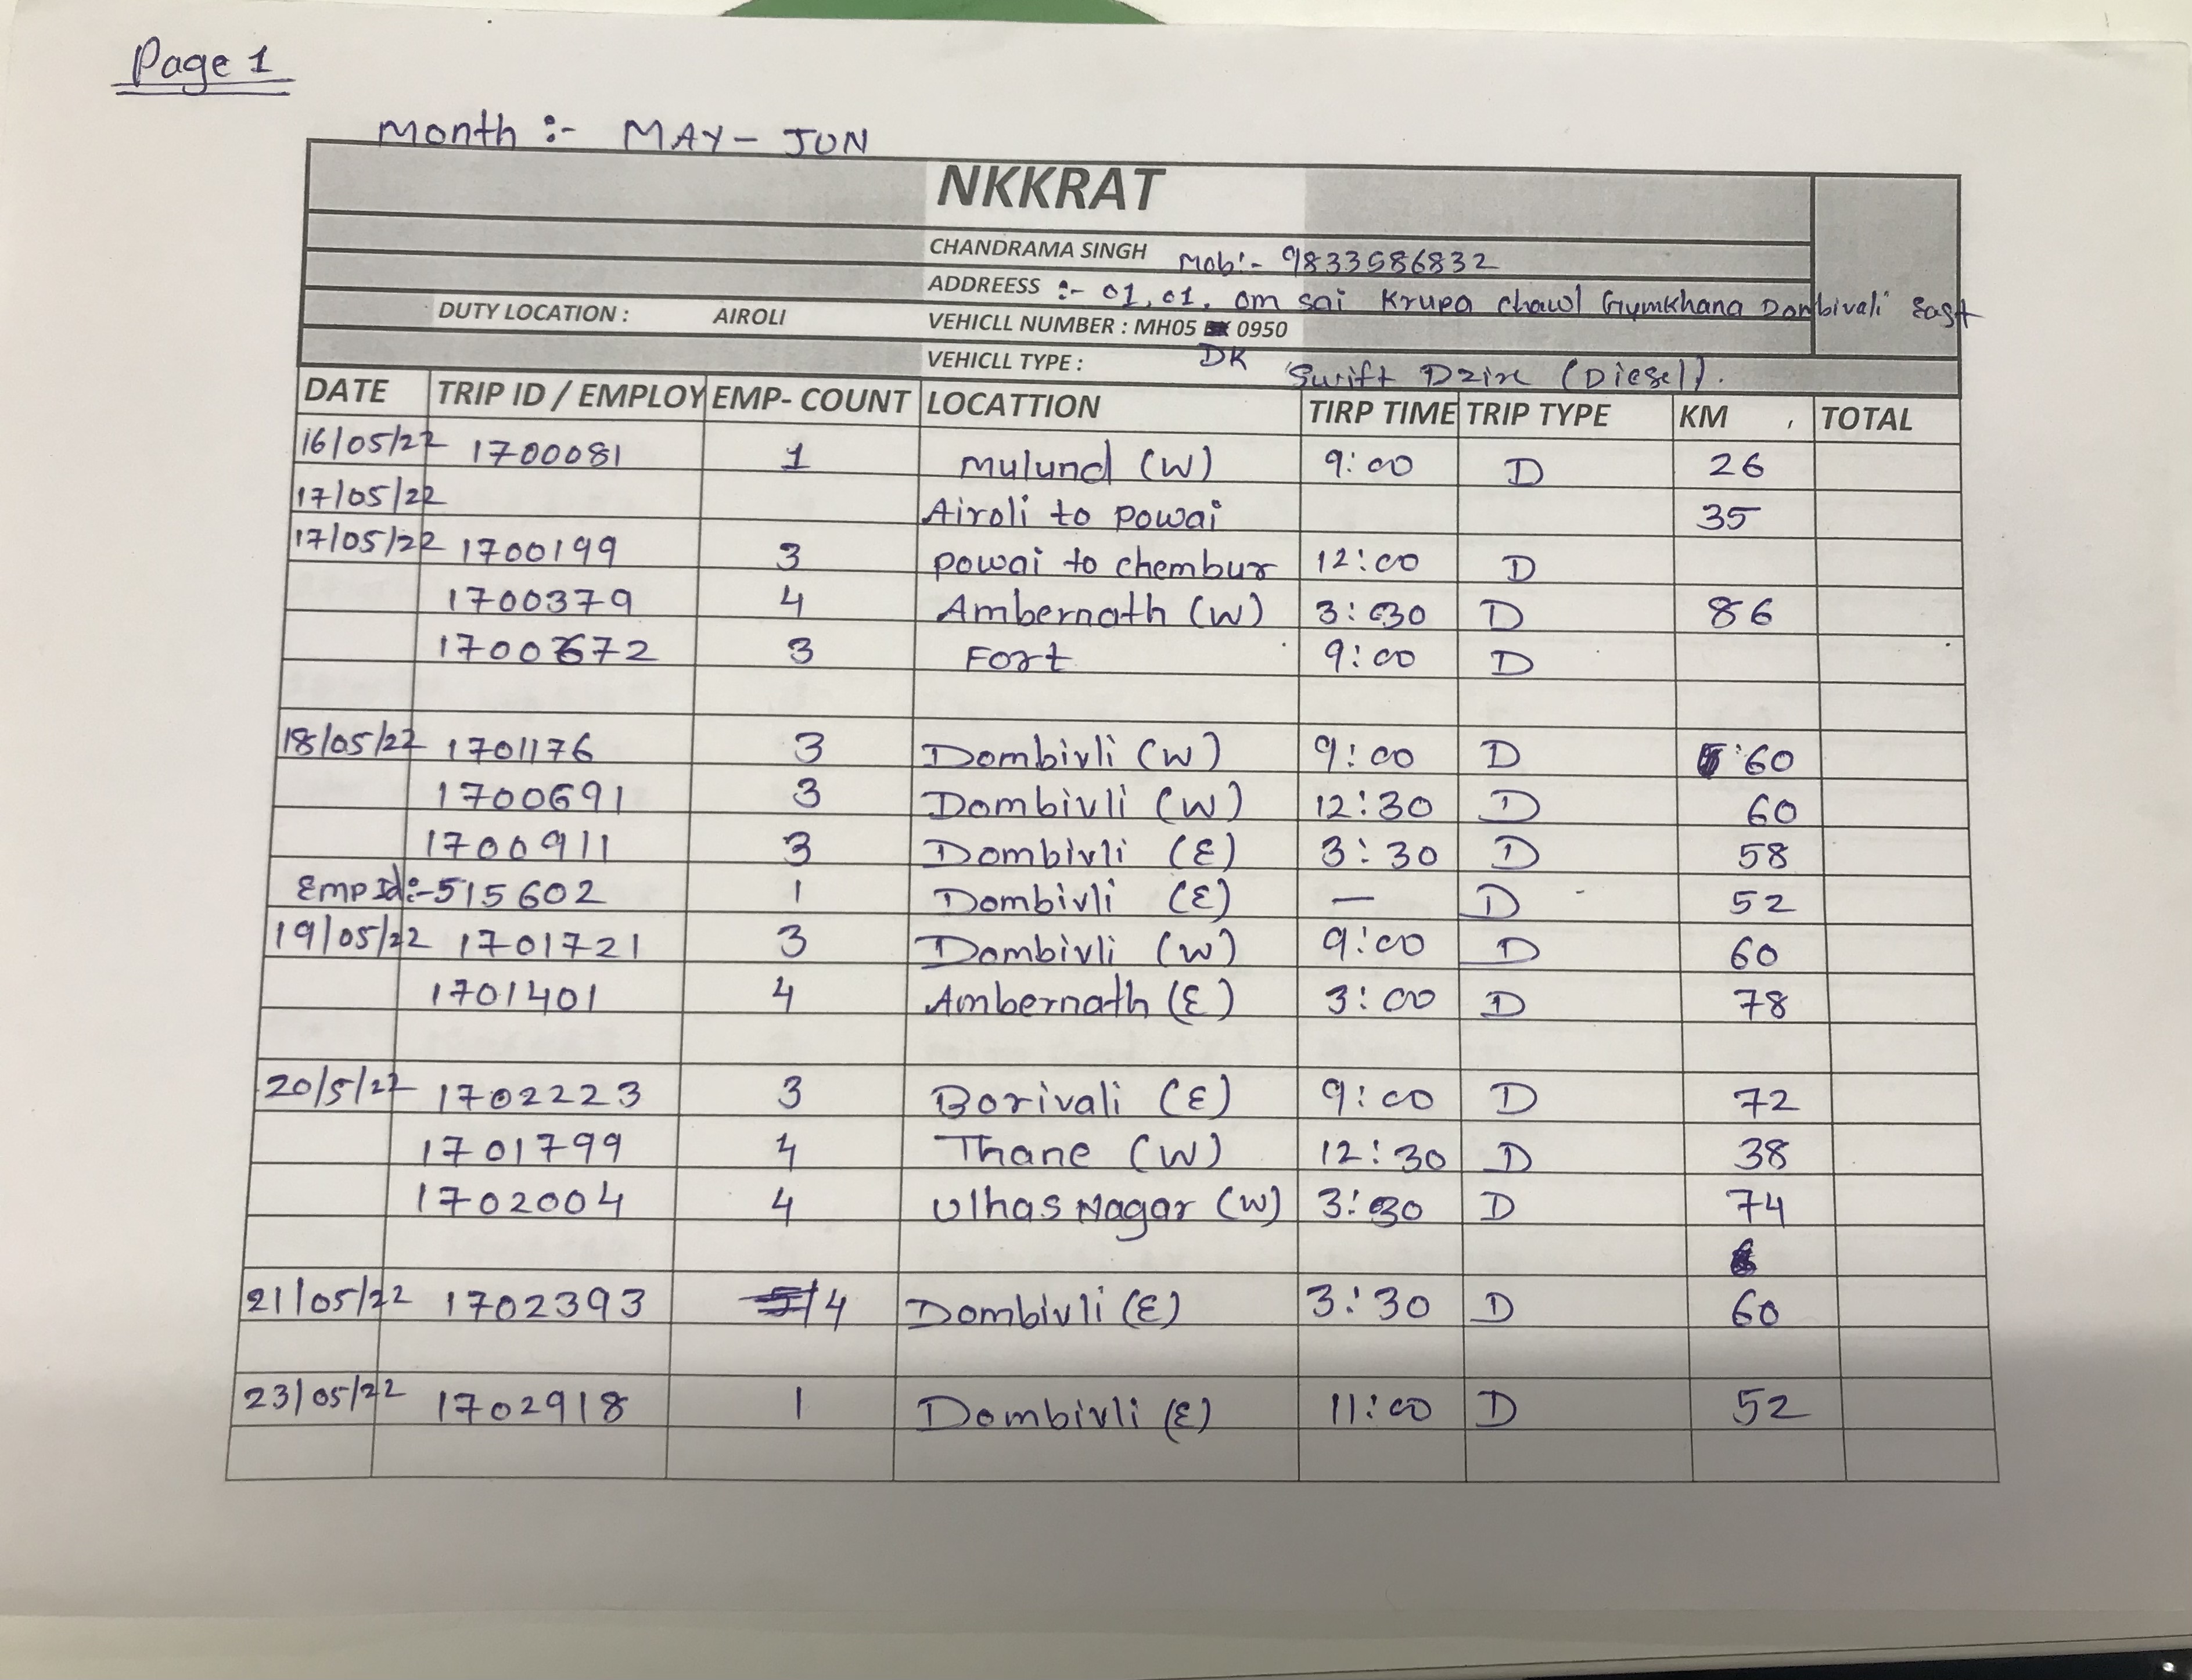 Page 1
Month :- MAY - JUN
NKKRAT
CHANDRAMA SINGH Mob:- 9833586832
ADDREESS :- 01, 01, om sai Krupa chawl Gymkhana Dombivali East
DUTY LOCATION : AIROLI VEHICLL NUMBER : MH05 0950
DK
VEHICLL TYPE : Swift Dzire (Diesel).
DATE TRIP ID / EMPLOY EMP- COUNT LOCATTION TIRP TIME TRIP TYPE KM TOTAL
16/05/22 1700081 1 Mulund (W) 9:00 D 26
17/05/22 Airoli to Powai 35
17/05/22 1700199 3 Powai to chembur 12:00 D
1700379 4 Ambernath (W) 3:30 D 86
1700672 3 Fort 9:00 D
18/05/22 1701176 3 Dombivli (W) 9:00 D 60
1700691 3 Dombivli (W) 12:30 D 60
1700911 3 Dombivli (E) 3:30 D 58
Emp Id:-515602 1 Dombivli (E) — D 52
19/05/22 1701721 3 Dombivli (W) 9:00 D 60
1701401 4 Ambernath (E) 3:00 D 78
20/5/22 1702223 3 Borivali (E) 9:00 D 72
1701799 4 Thane (W) 12:30 D 38
1702004 4 Ulhas Nagar (W) 3:30 D 74
21/05/22 1702393 4 Dombivli (E) 3:30 D 60
23/05/22 1702918 1 Dombivli (E) 11:00 D 52